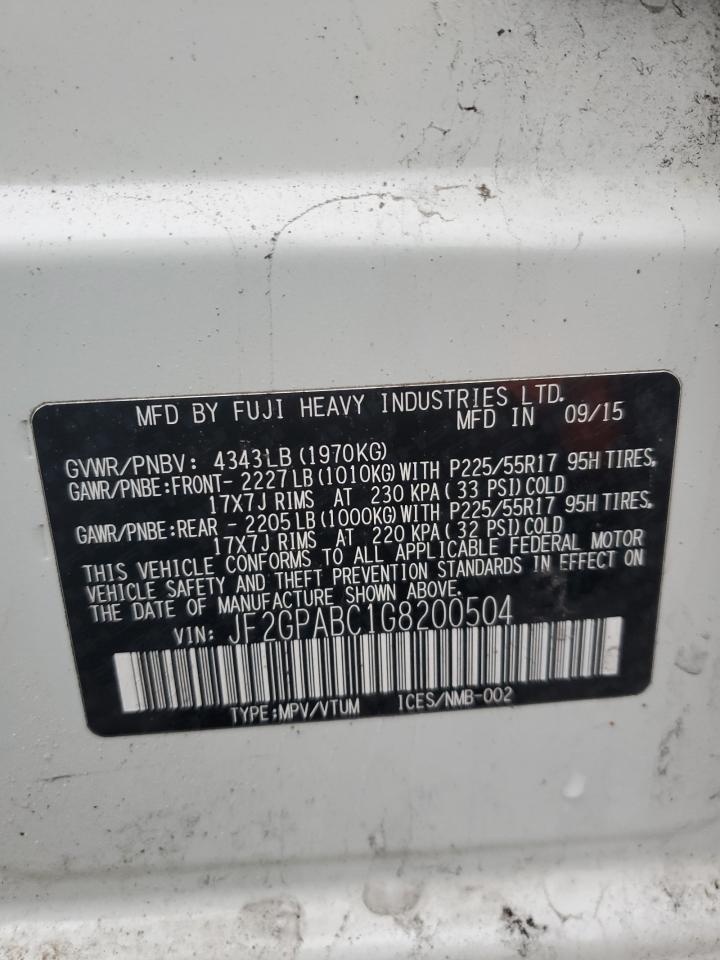 MFD BY FUJI HEAVY INDUSTRIES LTD.
MFD IN 09/15
GVWR/PNBV: 4343LB (1970KG)
GAWR/PNBE:FRONT- 2227LB (1010KG) WITH P225/55R17 95H TIRES,
17X7J RIMS AT 230 KPA (33 PSI) COLD
GAWR/PNBE:REAR - 2205LB (1000KG) WITH P225/55R17 95H TIRES,
17X7J RIMS AT 220 KPA (32 PSI) COLD
THIS VEHICLE CONFORMS TO ALL APPLICABLE FEDERAL MOTOR
VEHICLE SAFETY AND THEFT PREVENTION STANDARDS IN EFFECT ON
THE DATE OF MANUFACTURE SHOWN ABOVE.
VIN: JF2GPABC1G8200504
TYPE:MPV/VTUM ICES/NMB-002